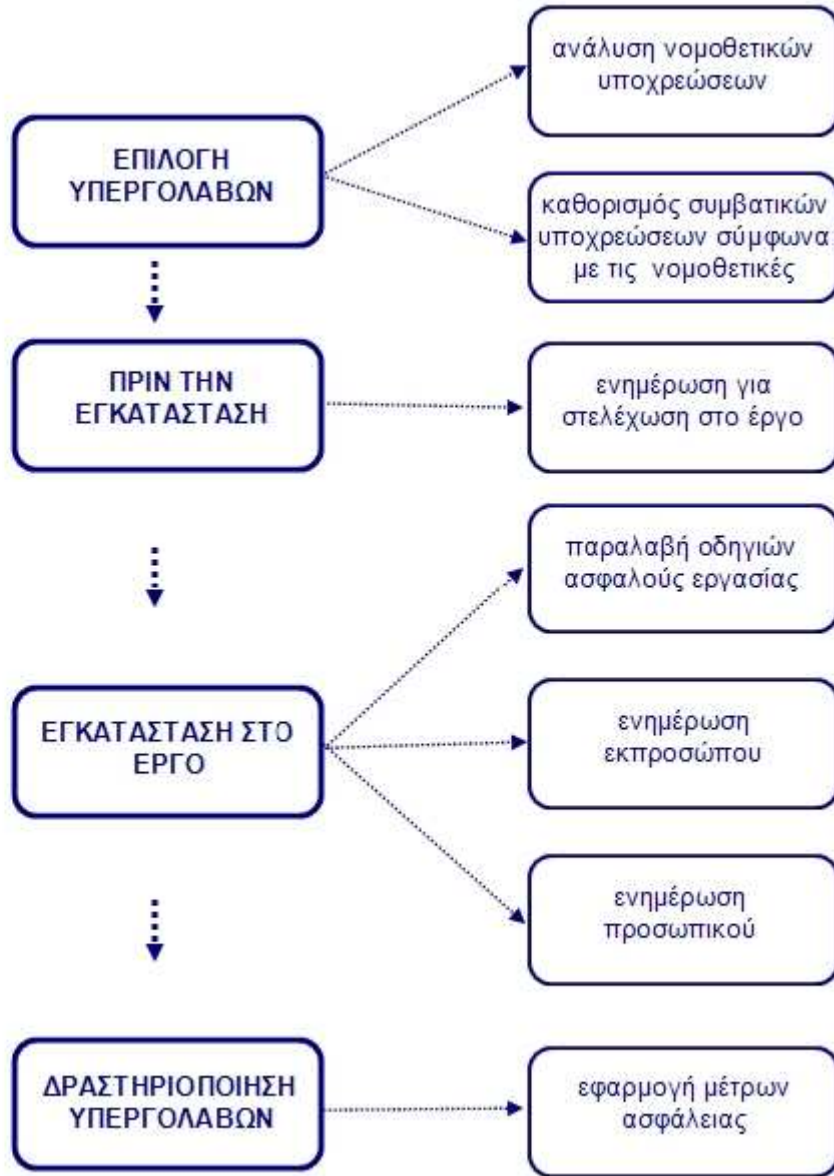 ΕΠΙΛΟΓΗ
ΥΠΕΡΓΟΛΑΒΩΝ
ανάλυση νομοθετικών
υποχρεώσεων
καθορισμός συμβατικών
υποχρεώσεων σύμφωνα
με τις νομοθετικές
ΠΡΙΝ ΤΗΝ
ΕΓΚΑΤΑΣΤΑΣΗ
ενημέρωση για
στελέχωση στο έργο
ΕΓΚΑΤΑΣΤΑΣΗ ΣΤΟ
ΕΡΓΟ
παραλαβή οδηγιών
ασφαλούς εργασίας
ενημέρωση
εκπροσώπου
ενημέρωση
προσωπικού
ΔΡΑΣΤΗΡΙΟΠΟΙΗΣΗ
ΥΠΕΡΓΟΛΑΒΩΝ
εφαρμογή μέτρων
ασφάλειας